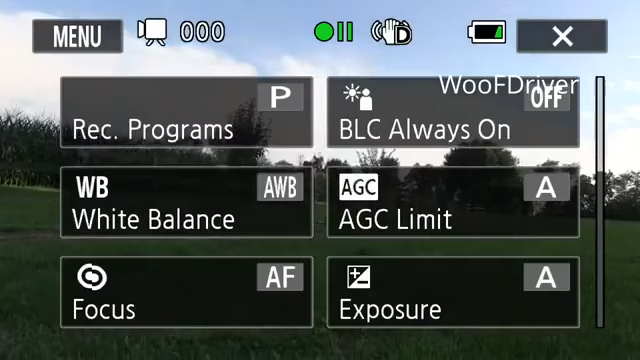 MENU 000 D X
WooFDriver
P OFF
Rec. Programs BLC Always On
WB AWB AGC A
White Balance AGC Limit
AF A
Focus Exposure